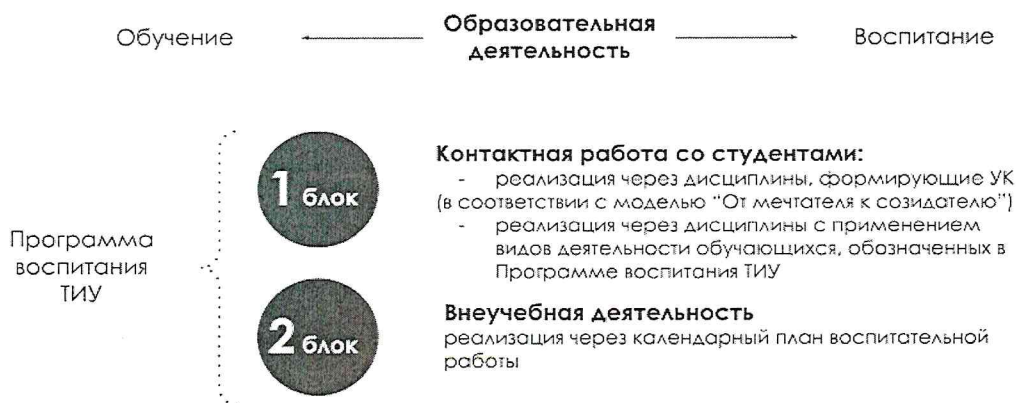 Обучение
Образовательная
деятельность
Воспитание
Программа
воспитания
ТИУ
1 блок
Контактная работа со студентами:
- реализация через дисциплины, формирующие УК
(в соответствии с моделью "От мечтателя к созидателю")
- реализация через дисциплины с применением
видов деятельности обучающихся, обозначенных в
Программе воспитания ТИУ
2 блок
Внеучебная деятельность
реализация через календарный план воспитательной
работы